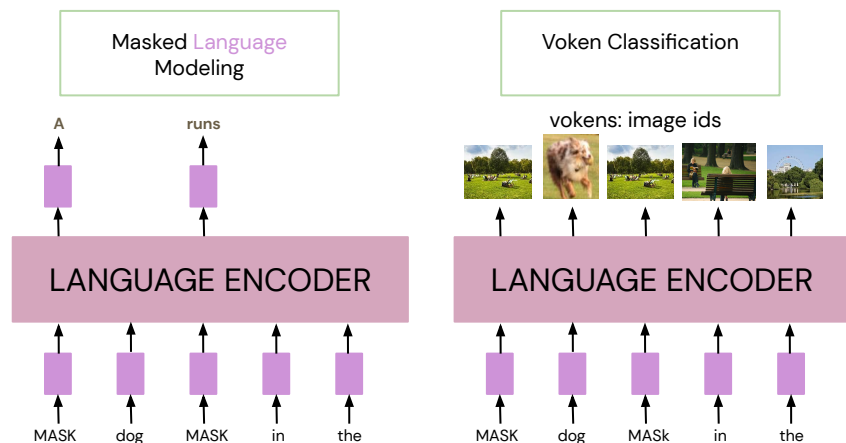 Masked Language
Modeling
Voken Classification
A
runs
vokens: image ids
LANGUAGE ENCODER
LANGUAGE ENCODER
MASK
dog
MASK
in
the
MASK
dog
MASk
in
the